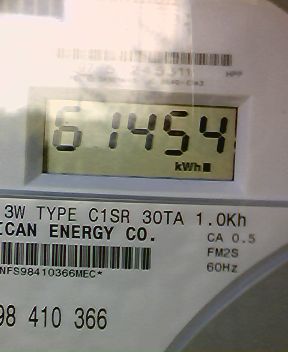 61454
kWh
3W TYPE C1SR 30TA 1.0Kh
ICAN ENERGY CO.
CA 0.5
FM2S
60Hz
NFS98410366MEC*
98 410 366